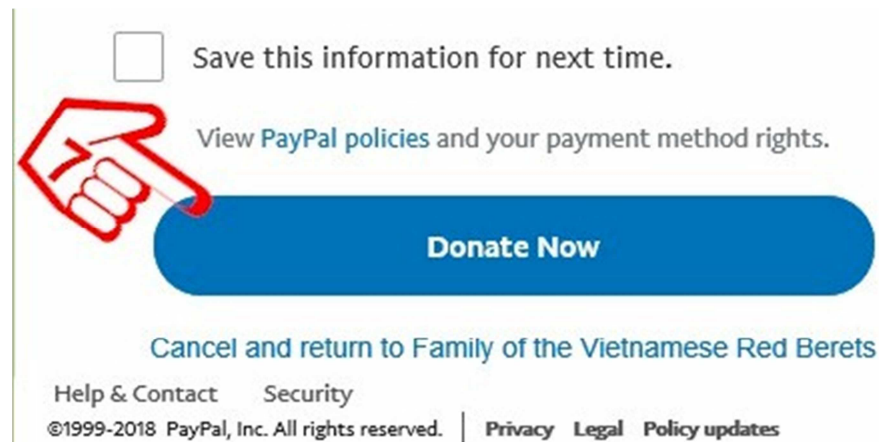 Save this information for next time.
View PayPal policies and your payment method rights.
7
Donate Now
Cancel and return to Family of the Vietnamese Red Berets
Help & Contact Security
©1999-2018 PayPal, Inc. All rights reserved. | Privacy Legal Policy updates